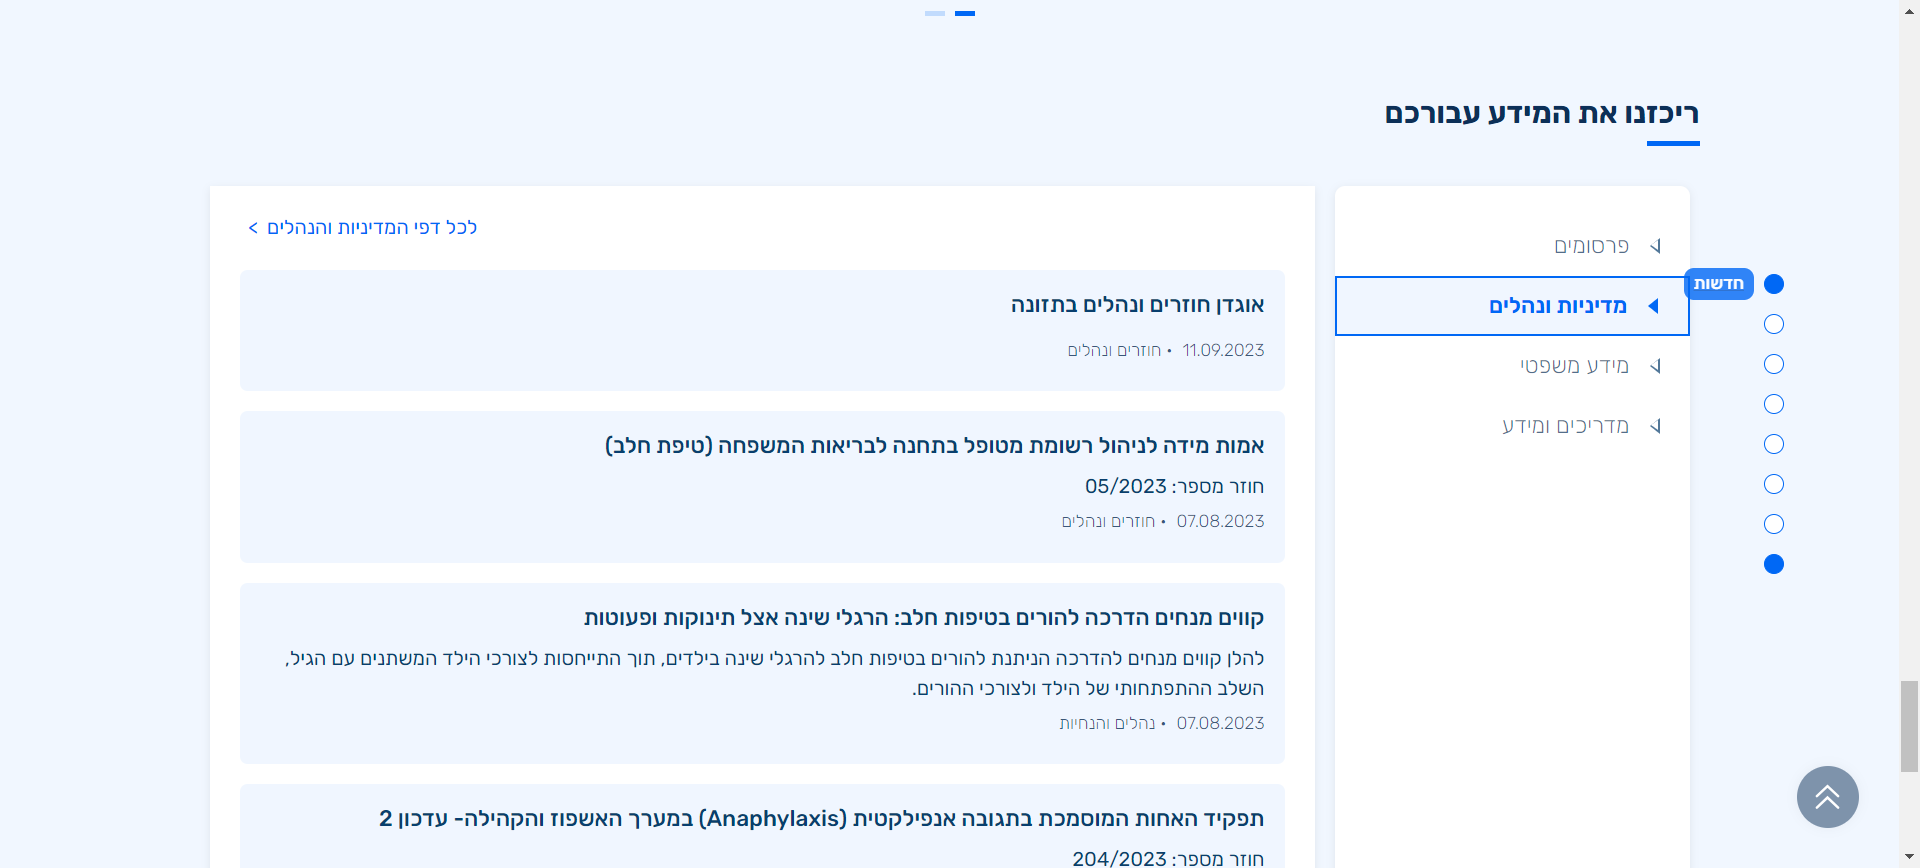 ריכזנו את המידע עבורכם
פרסומים
מדיניות ונהלים
מידע משפטי
מדריכים ומידע
חדשות
לכל דפי המדיניות והנהלים >
אוגדן חוזרים ונהלים בתזונה
11.09.2023 • חוזרים ונהלים
אמות מידה לניהול רשומת מטופל בתחנה לבריאות המשפחה (טיפת חלב)
חוזר מספר: 05/2023
07.08.2023 • חוזרים ונהלים
קווים מנחים הדרכה להורים בטיפות חלב: הרגלי שינה אצל תינוקות ופעוטות
להלן קווים מנחים להדרכה הניתנת להורים בטיפות חלב להרגלי שינה בילדים, תוך התייחסות לצורכי הילד המשתנים עם הגיל,
השלב ההתפתחותי של הילד ולצורכי ההורים.
07.08.2023 • נהלים והנחיות
תפקיד האחות המוסמכת בתגובה אנפילקטית (Anaphylaxis) במערך האשפוז והקהילה- עדכון 2
חוזר מספר: 204/2023